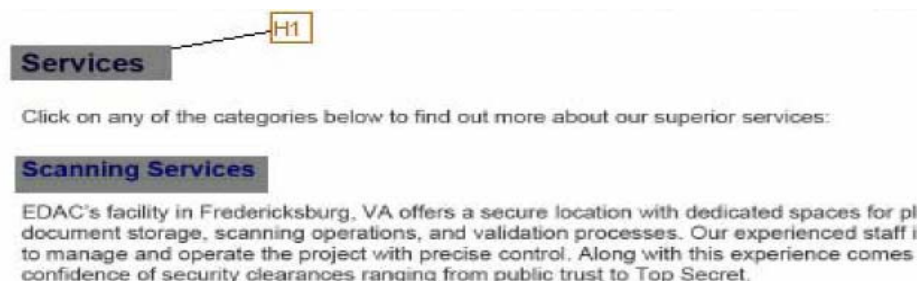 H1
Services
Click on any of the categories below to find out more about our superior services:
Scanning Services
EDAC's facility in Fredericksburg, VA offers a secure location with dedicated spaces for
document storage, scanning operations, and validation processes. Our experienced staff
to manage and operate the project with precise control. Along with this experience comes
confidence of security clearances ranging from public trust to Top Secret.